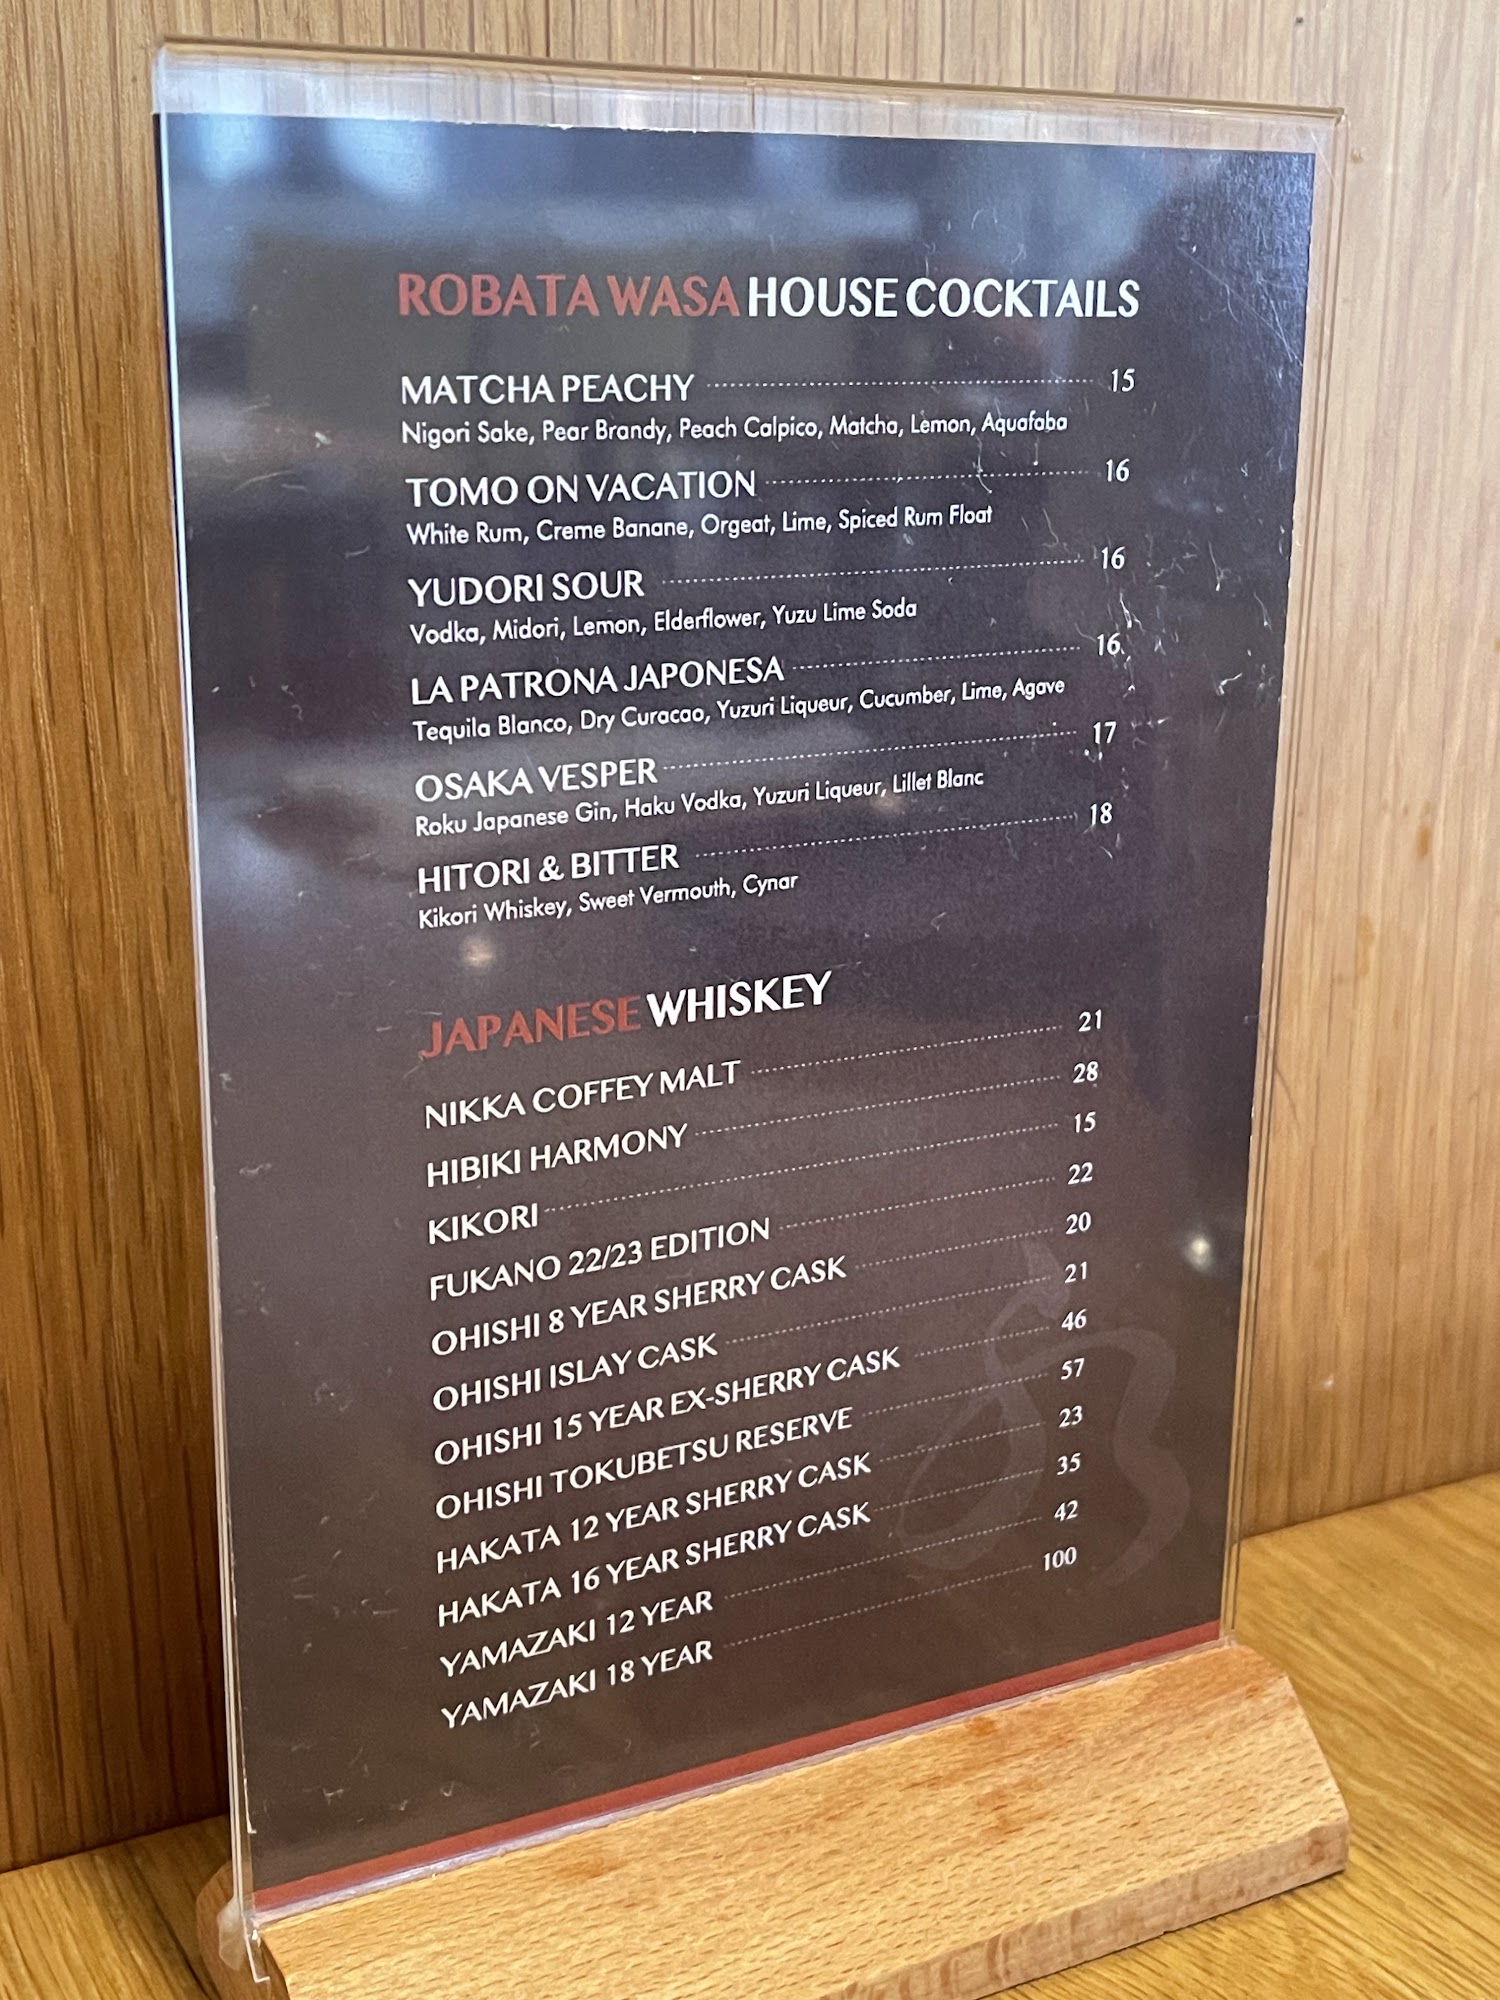 ROBATA WASA HOUSE COCKTAILS
MATCHA PEACHY 15
Nigori Sake, Pear Brandy, Peach Calpico, Matcha, Lemon, Aquafaba
TOMO ON VACATION 16
White Rum, Creme Banane, Orgeat, Lime, Spiced Rum Float
YUDORI SOUR 16
Vodka, Midori, Lemon, Elderflower, Yuzu Lime Soda
LA PATRONA JAPONESA 16
Tequila Blanco, Dry Curacao, Yuzuri Liqueur, Cucumber, Lime, Agave
OSAKA VESPER 17
Roku Japanese Gin, Haku Vodka, Yuzuri Liqueur, Lillet Blanc
HITORI & BITTER 18
Kikori Whiskey, Sweet Vermouth, Cynar
JAPANESE WHISKEY
NIKKA COFFEY MALT 21
HIBIKI HARMONY 28
KIKORI 15
FUKANO 22/23 EDITION 22
OHISHI 8 YEAR SHERRY CASK 20
OHISHI ISLAY CASK 21
OHISHI 15 YEAR EX-SHERRY CASK 46
OHISHI TOKUBETSU RESERVE 57
HAKATA 12 YEAR SHERRY CASK 23
HAKATA 16 YEAR SHERRY CASK 35
YAMAZAKI 12 YEAR 42
YAMAZAKI 18 YEAR 100